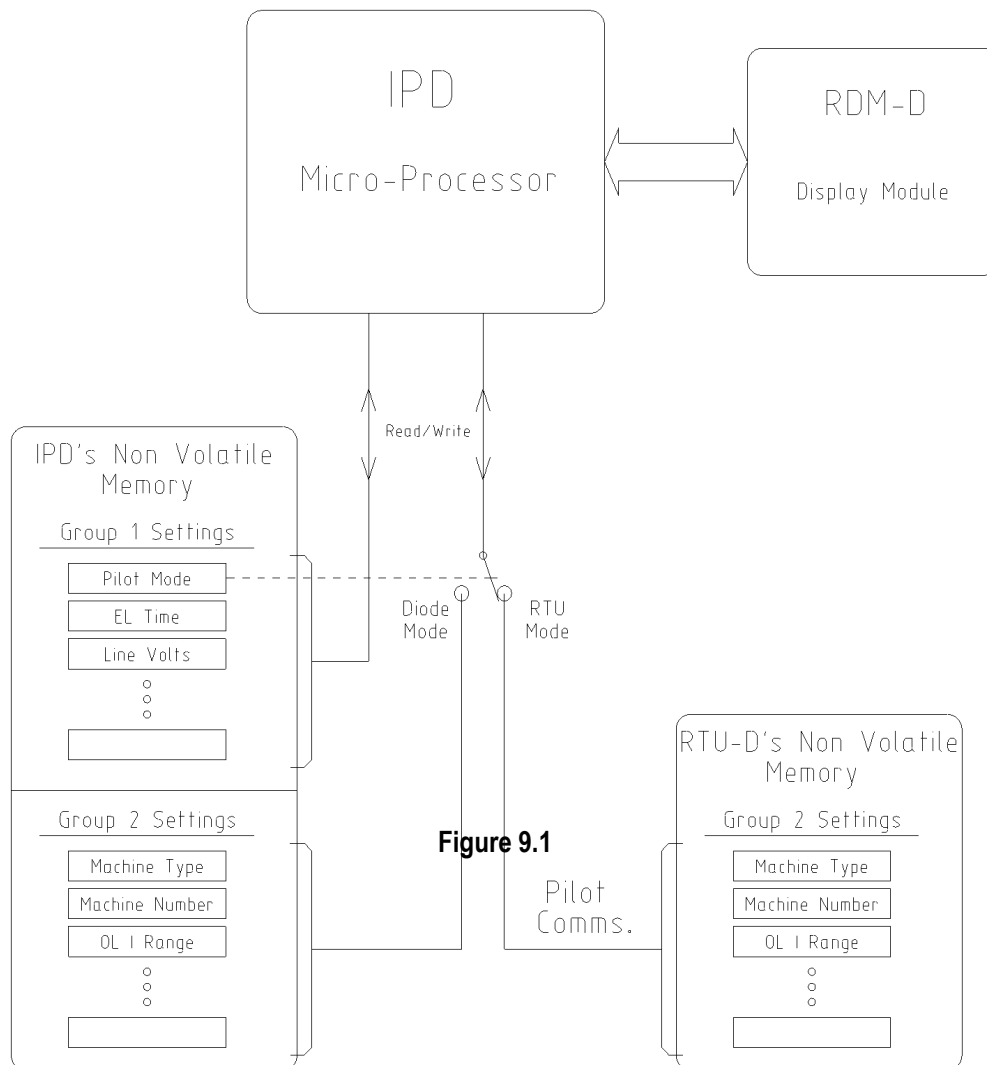 IPD
Micro-Processor
RDM-D
Display Module
Read/Write
IPD's Non Volatile
Memory
Group 1 Settings
Pilot Mode
EL Time
Line Volts
Diode
Mode
RTU
Mode
Group 2 Settings
Machine Type
Machine Number
OL I Range
Figure 9.1
Pilot
Comms.
RTU-D's Non Volatile
Memory
Group 2 Settings
Machine Type
Machine Number
OL I Range